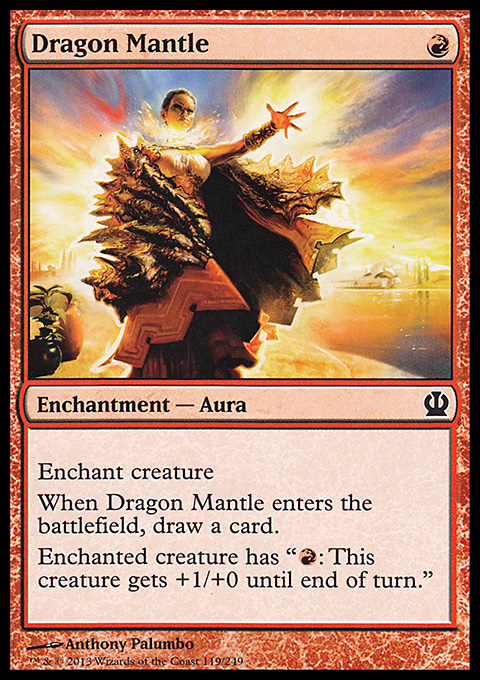 Dragon Mantle
Enchantment — Aura
Enchant creature
When Dragon Mantle enters the
battlefield, draw a card.
Enchanted creature has “: This
creature gets +1/+0 until end of turn.”
Anthony Palumbo
™ & © 2013 Wizards of the Coast 119/249